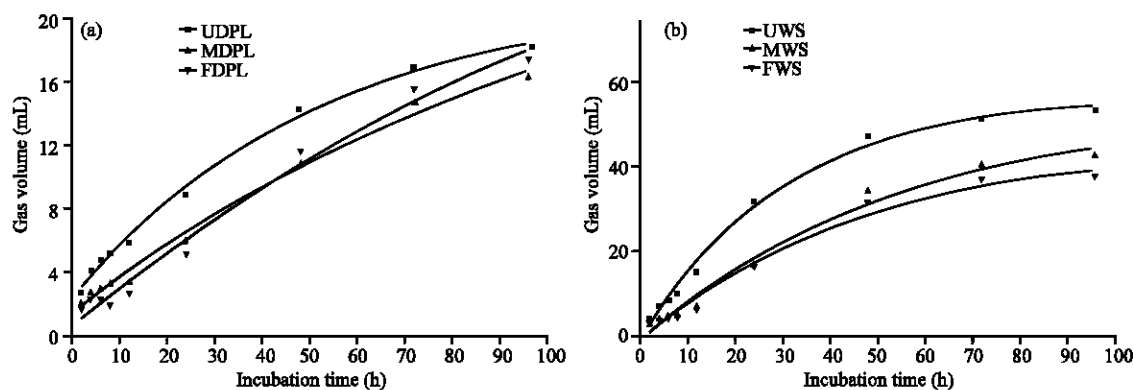 (a)
UDPL
MDPL
FDPL
Gas volume (mL)
20
16
12
8
4
0
0 10 20 30 40 50 60 70 80 90 100
Incubation time (h)
(b)
UWS
MWS
FWS
Gas volume (mL)
60
40
20
0
0 10 20 30 40 50 60 70 80 90 100
Incubation time (h)